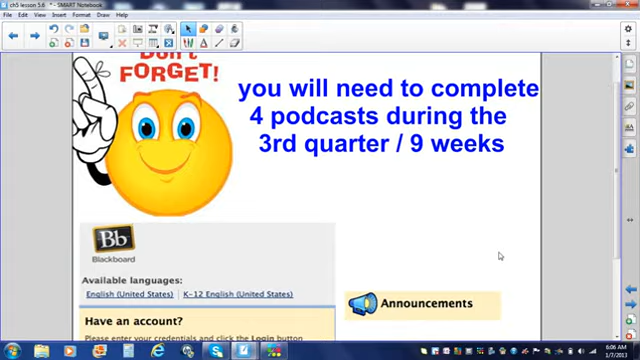 ch5 lesson 5.6 * - SMART Notebook
File Edit View Insert Format Draw Help
Don't
FORGET!
you will need to complete
4 podcasts during the
3rd quarter / 9 weeks
Bb
Blackboard
Available languages:
English (United States) | K-12 English (United States)
Announcements
Have an account?
Please enter your credentials and click the Login button
6:06 AM
1/7/2013